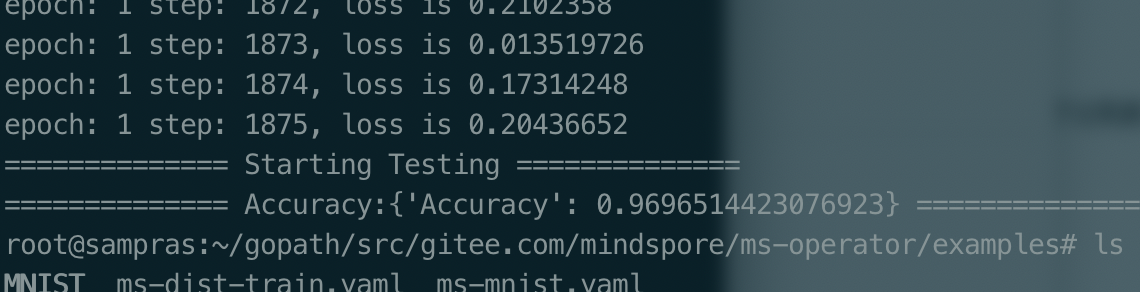 epoch: 1 step: 1872, loss is 0.2102358
epoch: 1 step: 1873, loss is 0.013519726
epoch: 1 step: 1874, loss is 0.17314248
epoch: 1 step: 1875, loss is 0.20436652
============== Starting Testing ==============
============== Accuracy:{'Accuracy': 0.9696514423076923} ==============
root@sampras:~/gopath/src/gitee.com/mindspore/ms-operator/examples# ls
MNIST  ms-dist-train.yaml  ms-mnist.yaml